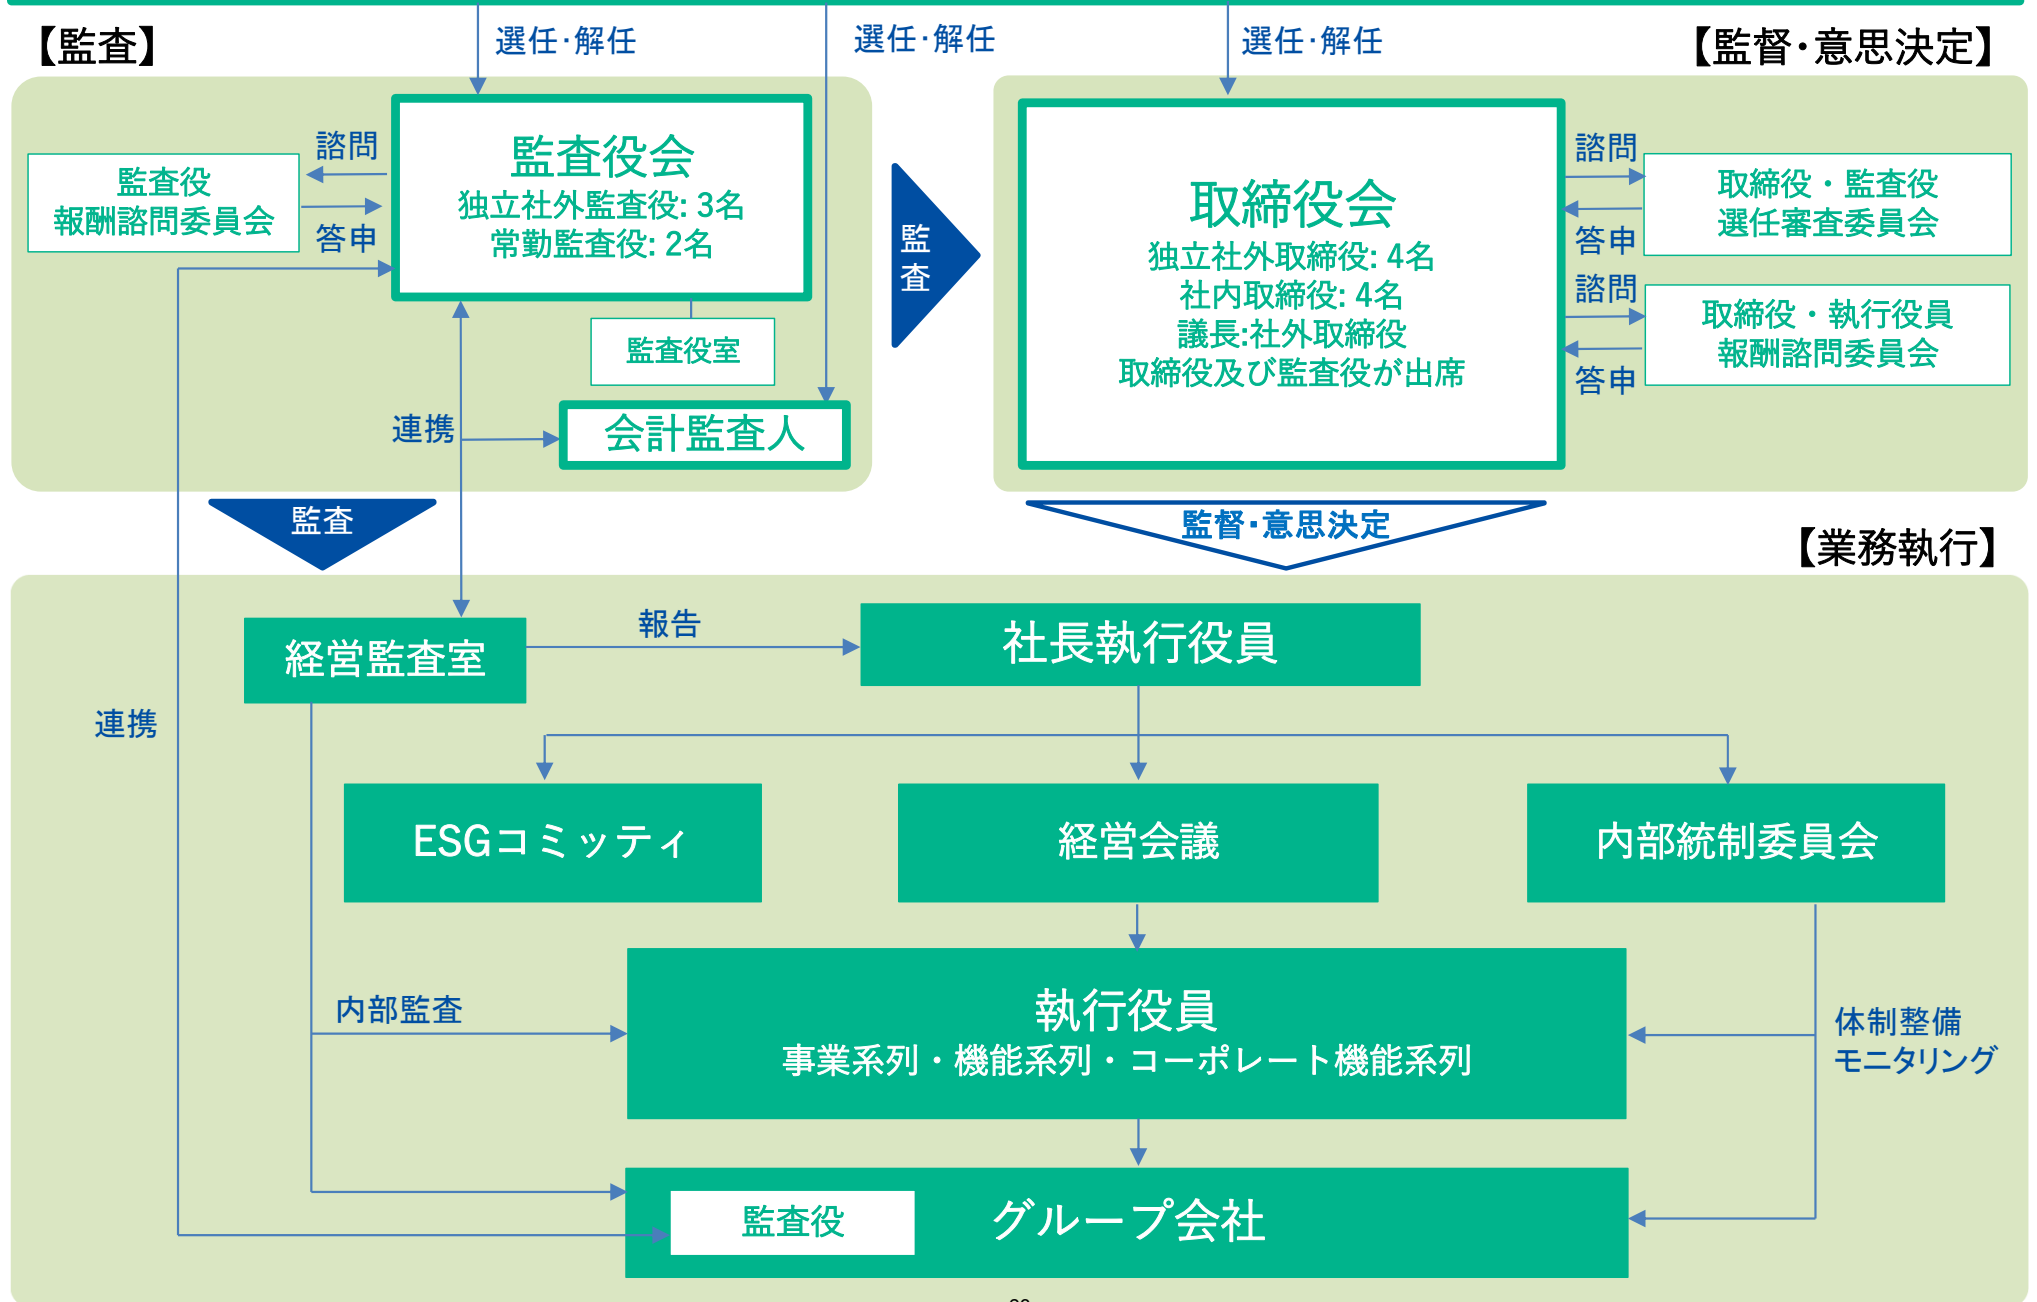 【監査】
選任･解任
選任･解任
選任･解任
【監督･意思決定】
監査役会
独立社外監査役: 3名
常勤監査役: 2名
諮問
答申
監査役
報酬諮問委員会
監査役室
会計監査人
連携
監査
取締役会
独立社外取締役: 4名
社内取締役: 4名
議長:社外取締役
取締役及び監査役が出席
諮問
答申
取締役・監査役
選任審査委員会
諮問
答申
取締役・執行役員
報酬諮問委員会
監査
監督･意思決定
【業務執行】
経営監査室
報告
社長執行役員
連携
ESGコミッティ
経営会議
内部統制委員会
内部監査
執行役員
事業系列・機能系列・コーポレート機能系列
体制整備
モニタリング
監査役
グループ会社